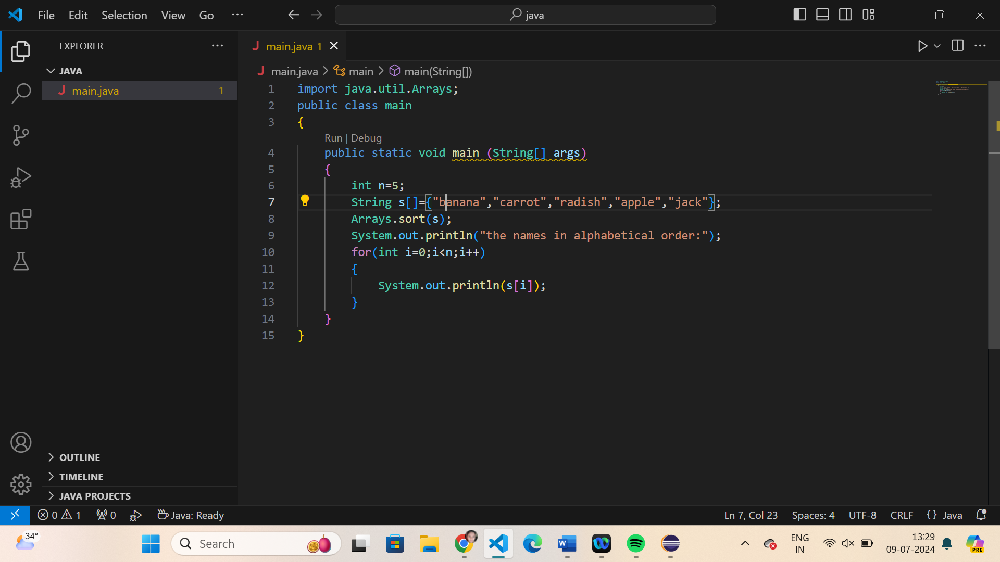 File Edit Selection View Go ··· java
EXPLORER ···
JAVA
main.java 1
main.java 1
main.java > main > main(String[])
1 import java.util.Arrays;
2 public class main
3 {
Run | Debug
4 public static void main (String[] args)
5 {
6 int n=5;
7 String s[]={"banana","carrot","radish","apple","jack"};
8 Arrays.sort(s);
9 System.out.println("the names in alphabetical order:");
10 for(int i=0;i<n;i++)
11 {
12 System.out.println(s[i]);
13 }
14 }
15 }
OUTLINE
TIMELINE
JAVA PROJECTS
0 1 0 Java: Ready Ln 7, Col 23 Spaces: 4 UTF-8 CRLF {} Java
34° Search ENG IN 13:29 09-07-2024 PRE